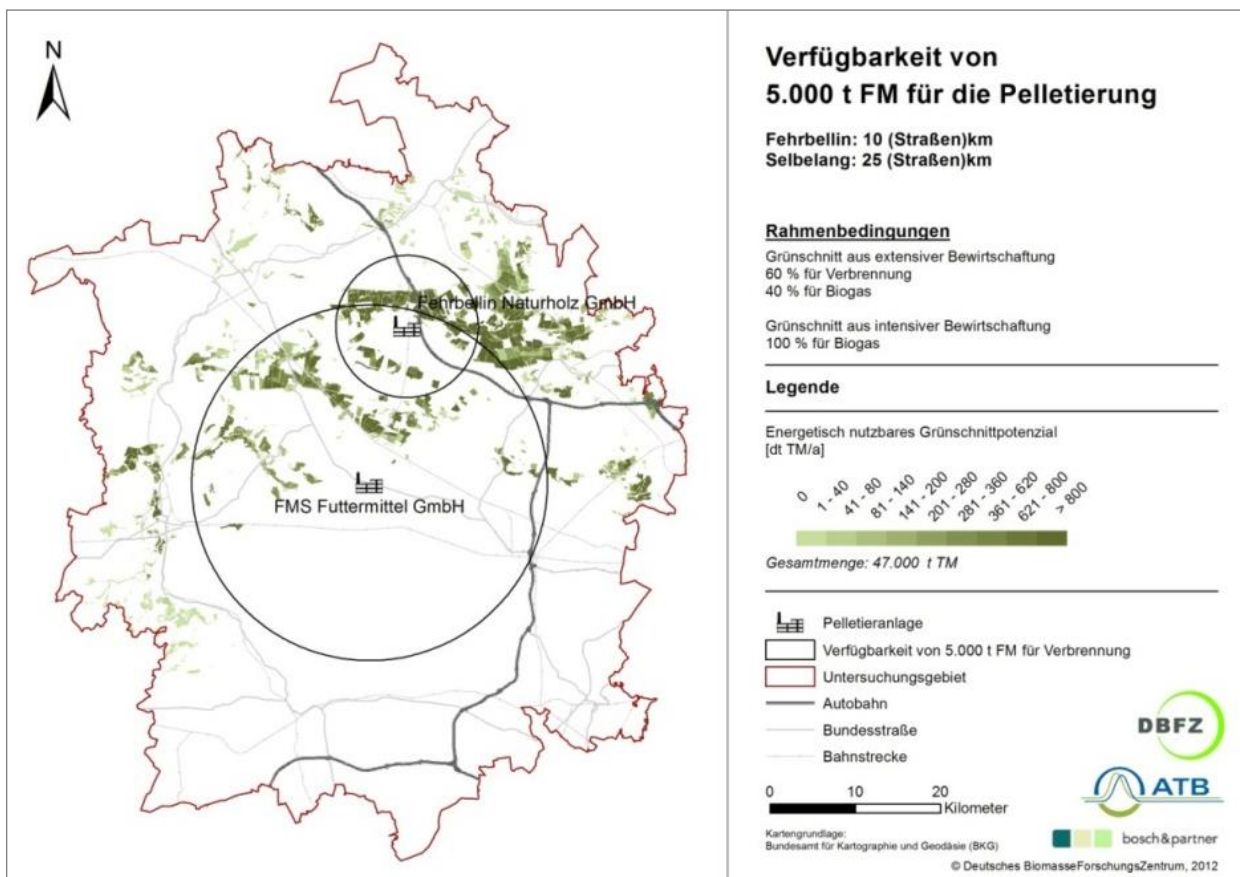 N
Fehrbellin Naturholz GmbH
FMS Futtermittel GmbH
Verfügbarkeit von
5.000 t FM für die Pelletierung
Fehrbellin: 10 (Straßen)km
Selbelang: 25 (Straßen)km
Rahmenbedingungen
Grünschnitt aus extensiver Bewirtschaftung
60 % für Verbrennung
40 % für Biogas
Grünschnitt aus intensiver Bewirtschaftung
100 % für Biogas
Legende
Energetisch nutzbares Grünschnittpotenzial
[dt TM/a]
0
1 - 40
41 - 80
81 - 140
141 - 200
201 - 280
281 - 360
361 - 620
621 - 800
> 800
Gesamtmenge: 47.000 t TM
Pelletieranlage
Verfügbarkeit von 5.000 t FM für Verbrennung
Untersuchungsgebiet
Autobahn
Bundesstraße
Bahnstrecke
DBFZ
ATB
0 10 20
Kilometer
Kartengrundlage:
Bundesamt für Kartographie und Geodäsie (BKG)
bosch&partner
© Deutsches BiomasseForschungsZentrum, 2012